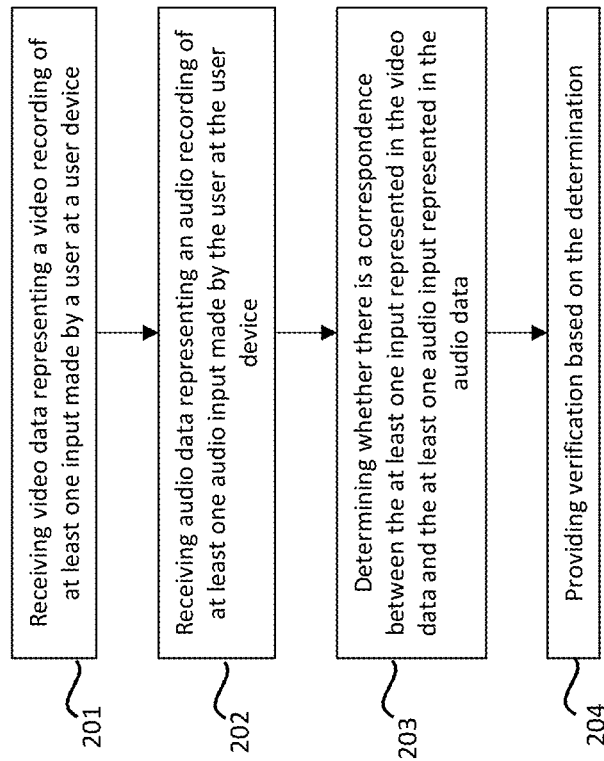 201
Receiving video data representing a video recording of
at least one input made by a user at a user device
202
Receiving audio data representing an audio recording of
at least one audio input made by the user at the user
device
203
Determining whether there is a correspondence
between the at least one input represented in the video
data and the at least one audio input represented in the
audio data
204
Providing verification based on the determination